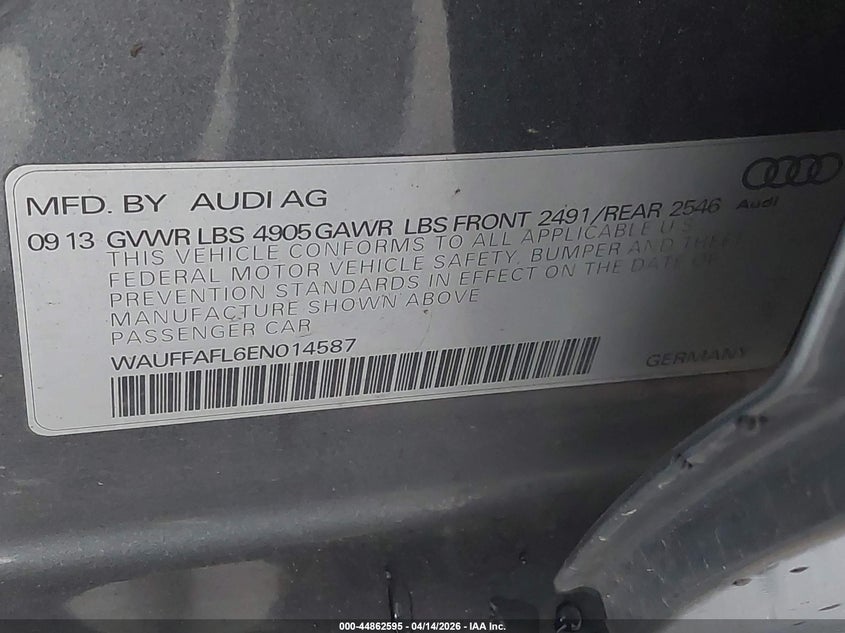 MFD. BY AUDI AG
09 13 GVWR LBS 4905 GAWR LBS FRONT 2491/REAR 2546
Audi
THIS VEHICLE CONFORMS TO ALL APPLICABLE U.S.
FEDERAL MOTOR VEHICLE SAFETY, BUMPER AND THEFT
PREVENTION STANDARDS IN EFFECT ON THE DATE OF
MANUFACTURE SHOWN ABOVE
PASSENGER CAR
WAUFFAFL6EN014587
GERMANY
000-44862595 - 04/14/2026 - IAA Inc.